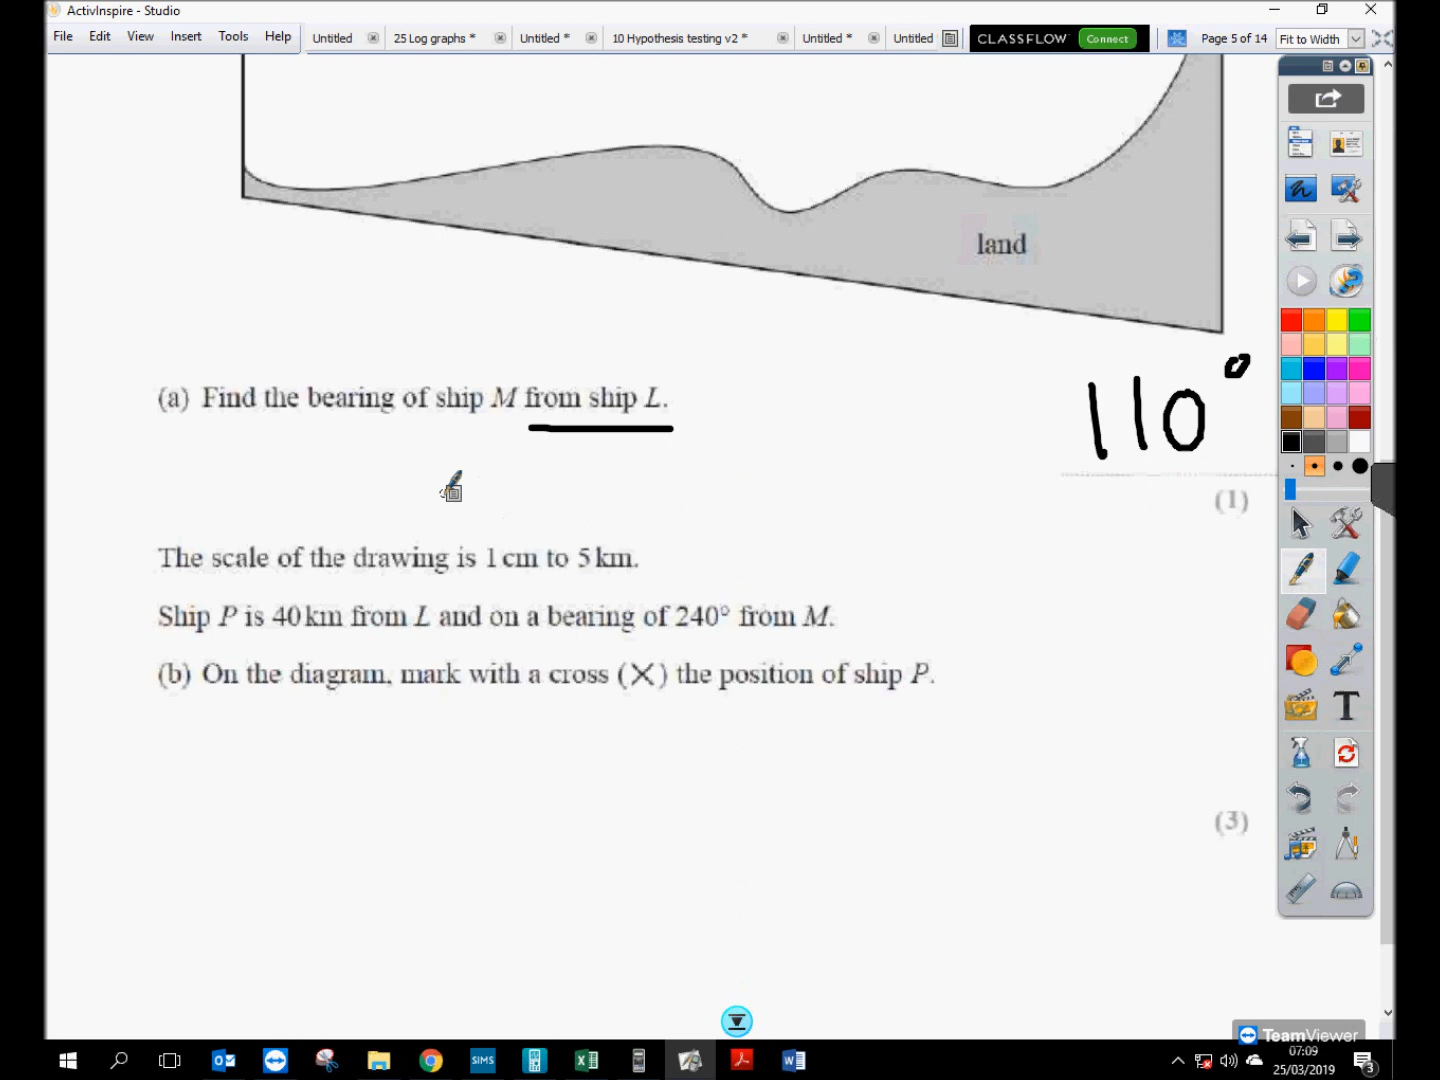 ActivInspire - Studio
File Edit View Insert Tools Help
Untitled 25 Log graphs * Untitled * 10 Hypothesis testing v2 * Untitled * Untitled CLASSFLOW Connect Page 5 of 14 Fit to Width
land
(a) Find the bearing of ship M from ship L.
110°
(1)
The scale of the drawing is 1 cm to 5 km.
Ship P is 40 km from L and on a bearing of 240° from M.
(b) On the diagram, mark with a cross (X) the position of ship P.
(3)
T
TeamViewer
SIMS
07:09
25/03/2019
3